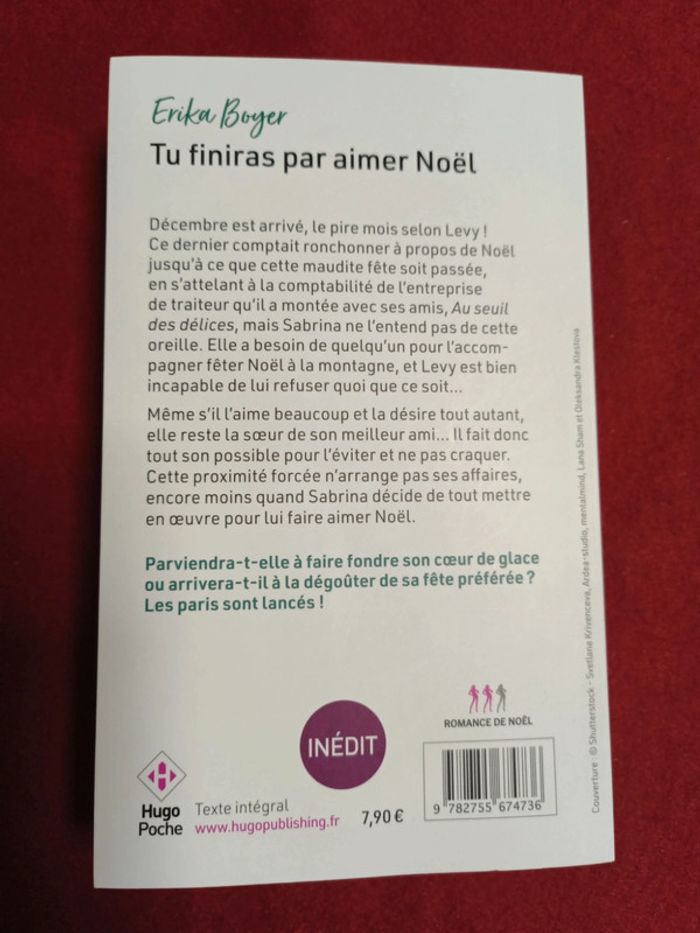 Erika Boyer
Tu finiras par aimer Noël
Décembre est arrivé, le pire mois selon Levy !
Ce dernier comptait ronchonner à propos de Noël
jusqu'à ce que cette maudite fête soit passée,
en s'attelant à la comptabilité de l'entreprise
de traiteur qu'il a montée avec ses amis, Au seuil
des délices, mais Sabrina ne l'entend pas de cette
oreille. Elle a besoin de quelqu'un pour l'accom-
pagner fêter Noël à la montagne, et Levy est bien
incapable de lui refuser quoi que ce soit...
Même s'il l'aime beaucoup et la désire tout autant,
elle reste la sœur de son meilleur ami... Il fait donc
tout son possible pour l'éviter et ne pas craquer.
Cette proximité forcée n'arrange pas ses affaires,
encore moins quand Sabrina décide de tout mettre
en œuvre pour lui faire aimer Noël.
Parviendra-t-elle à faire fondre son cœur de glace
ou arrivera-t-il à la dégoûter de sa fête préférée ?
Les paris sont lancés !
ROMANCE DE NOËL
INÉDIT
Hugo
Poche
Texte intégral
www.hugopublishing.fr
7,90 €
9 782755 674736
Couverture : © Shutterstock - Svetlana Krivenceva, Ardea-studio, mentalmind, Lana Sham et Oleksandra Klestova